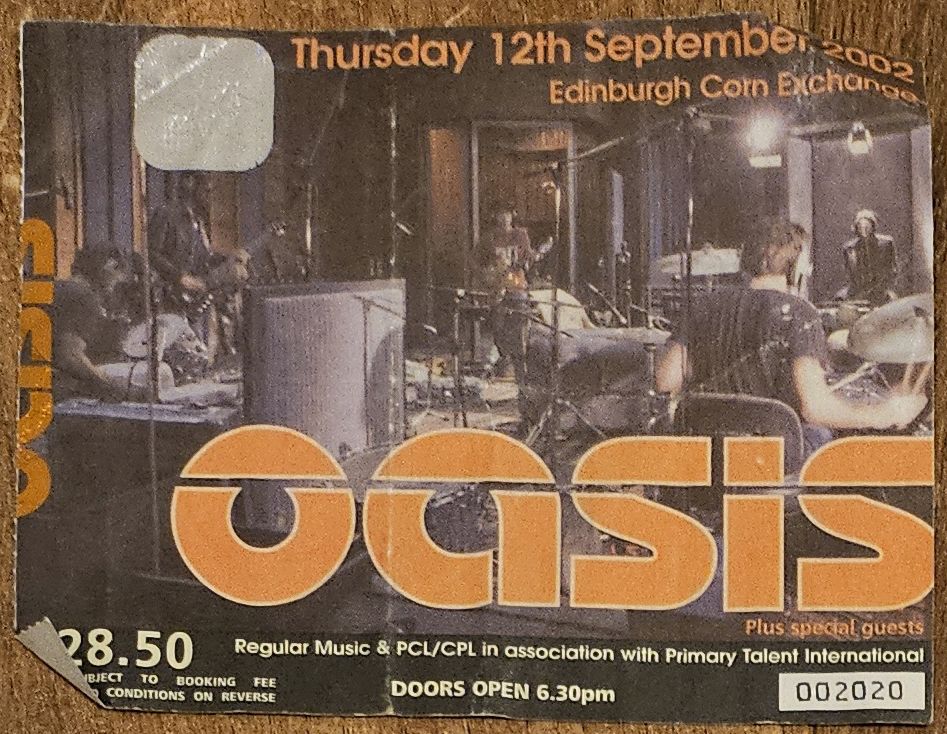 Thursday 12th September 2002
Edinburgh Corn Exchange
oasis
oasis
Plus special guests
28.50
Regular Music & PCL/CPL in association with Primary Talent International
TO BOOKING FEE
CONDITIONS ON REVERSE
DOORS OPEN 6.30pm
002020